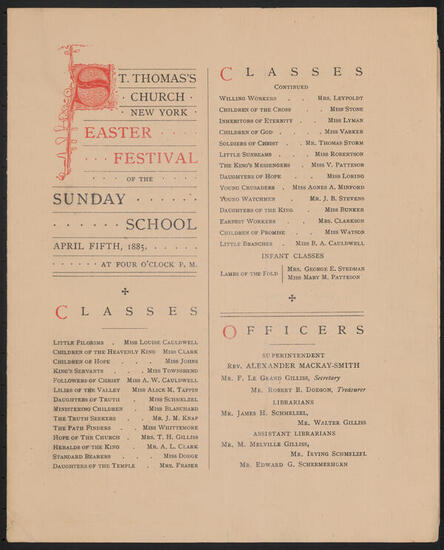 ST. THOMAS'S
CHURCH
NEW YORK
EASTER
FESTIVAL
OF THE
SUNDAY
SCHOOL
APRIL FIFTH, 1885.
AT FOUR O'CLOCK P. M.
CLASSES
LITTLE PILGRIMS . MISS LOUISE CAULDWELL
CHILDREN OF THE HEAVENLY KING MISS CLARK
CHILDREN OF HOPE . . MISS JOHNS
KING'S SERVANTS . . . MISS TOWNSHEND
FOLLOWERS OF CHRIST MISS A. W. CAULDWELL
LILIES OF THE VALLEY MISS ALICE M. TAPPIN
DAUGHTERS OF TRUTH . MISS SCHMELZEL
MINISTERING CHILDREN . MISS BLANCHARD
THE TRUTH SEEKERS . MR. J. M. KNAP
THE PATH FINDERS . . MISS WHITTEMORE
HOPE OF THE CHURCH . MRS. T. H. GILLISS
HERALDS OF THE KING . MR. A. L. CLARK
STANDARD BEARERS . . . MISS DODGE
DAUGHTERS OF THE TEMPLE . MRS. FRASER
CLASSES
CONTINUED
WILLING WORKERS . . MRS. LEYPOLDT
CHILDREN OF THE CROSS . . MISS STONE
INHERITORS OF ETERNITY . . MISS LYMAN
CHILDREN OF GOD . . . MISS VARKER
SOLDIERS OF CHRIST . MR. THOMAS STORM
LITTLE SUNBEAMS . . MISS ROBERTSON
THE KING'S MESSENGERS . MISS V. PATTESON
DAUGHTERS OF HOPE . . MISS LORING
YOUNG CRUSADERS . MISS AGNES A. MINFORD
YOUNG WATCHMEN . MR. J. B. STEVENS
DAUGHTERS OF THE KING . MISS BUNKER
EARNEST WORKERS . . MRS. CLARKSON
CHILDREN OF PROMISE . . MISS WATSON
LITTLE BRANCHES . MISS B. A. CAULDWELL
INFANT CLASSES
LAMBS OF THE FOLD MRS. GEORGE E. STEDMAN
MISS MARY M. PATTESON
OFFICERS
SUPERINTENDENT
REV. ALEXANDER MACKAY-SMITH
MR. F. LE GRAND GILLISS, Secretary
MR. ROBERT B. DODSON, Treasurer
LIBRARIANS
MR. JAMES H. SCHMELZEL,
MR. WALTER GILLISS
ASSISTANT LIBRARIANS
MR. M. MELVILLE GILLISS,
MR. IRVING SCHMELZEL
MR. EDWARD G. SCHERMERHORN